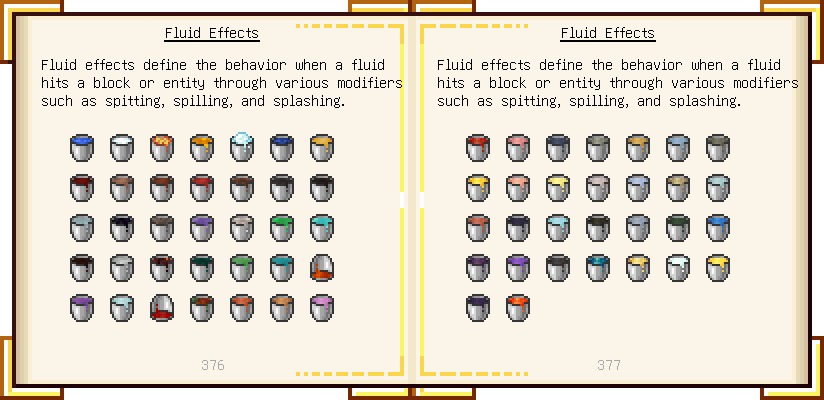 Fluid Effects
Fluid effects define the behavior when a fluid
hits a block or entity through various modifiers
such as spitting, spilling, and splashing.
376
Fluid Effects
Fluid effects define the behavior when a fluid
hits a block or entity through various modifiers
such as spitting, spilling, and splashing.
377